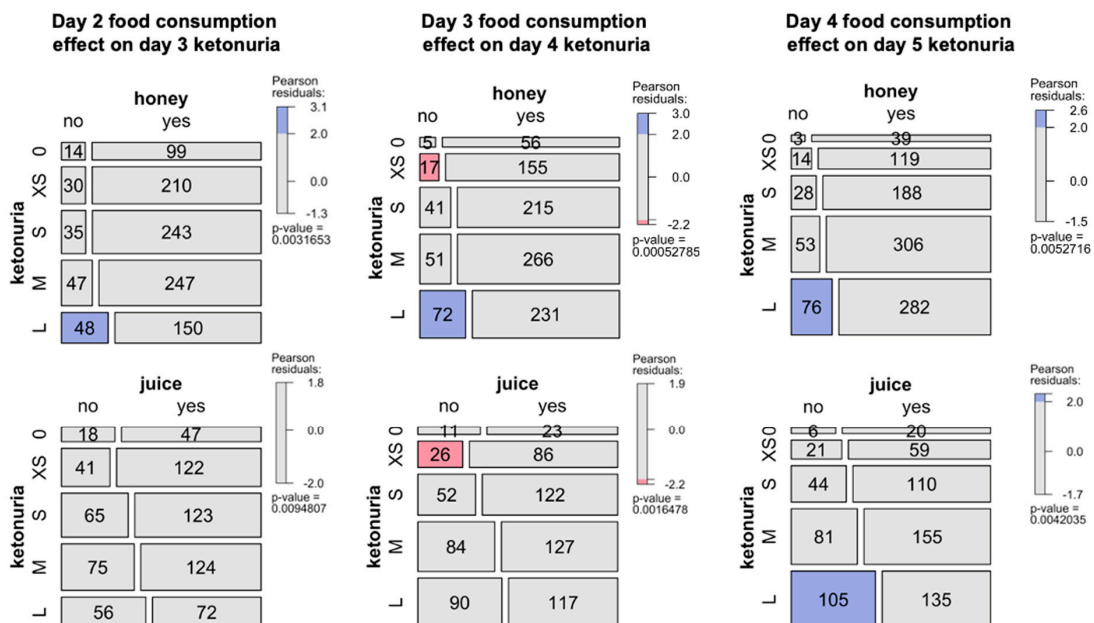 Day 2 food consumption
effect on day 3 ketonuria
Day 3 food consumption
effect on day 4 ketonuria
Day 4 food consumption
effect on day 5 ketonuria
honey
no yes
ketonuria
0 14 99
XS 30 210
S 35 243
M 47 247
L 48 150
Pearson
residuals:
3.1
2.0
0.0
-1.3
p-value =
0.0031653
honey
no yes
ketonuria
0 5 56
XS 17 155
S 41 215
M 51 266
L 72 231
Pearson
residuals:
3.0
2.0
0.0
-2.2
p-value =
0.00052785
honey
no yes
ketonuria
0 3 39
XS 14 119
S 28 188
M 53 306
L 76 282
Pearson
residuals:
2.6
2.0
0.0
-1.5
p-value =
0.0052716
juice
no yes
ketonuria
0 18 47
XS 41 122
S 65 123
M 75 124
L 56 72
Pearson
residuals:
1.8
0.0
-2.0
p-value =
0.0094807
juice
no yes
ketonuria
0 11 23
XS 26 86
S 52 122
M 84 127
L 90 117
Pearson
residuals:
1.9
0.0
-2.2
p-value =
0.0016478
juice
no yes
ketonuria
0 6 20
XS 21 59
S 44 110
M 81 155
L 105 135
Pearson
residuals:
2.0
0.0
-1.7
p-value =
0.0042035